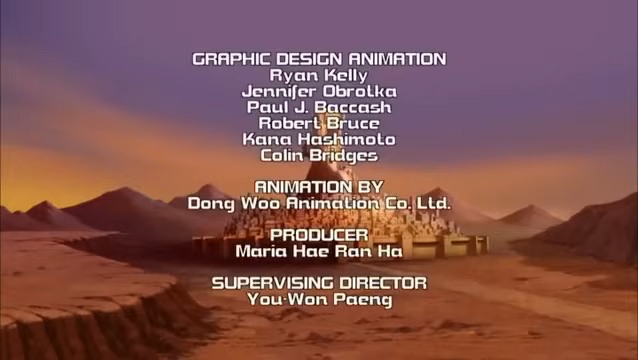 GRAPHIC DESIGN ANIMATION
Ryan Kelly
Jennifer Obrotka
Paul J. Baccash
Robert Bruce
Kana Hashimoto
Colin Bridges
ANIMATION BY
Dong Woo Animation Co. Ltd.
PRODUCER
Maria Hae Ran Ha
SUPERVISING DIRECTOR
You-Won Paeng